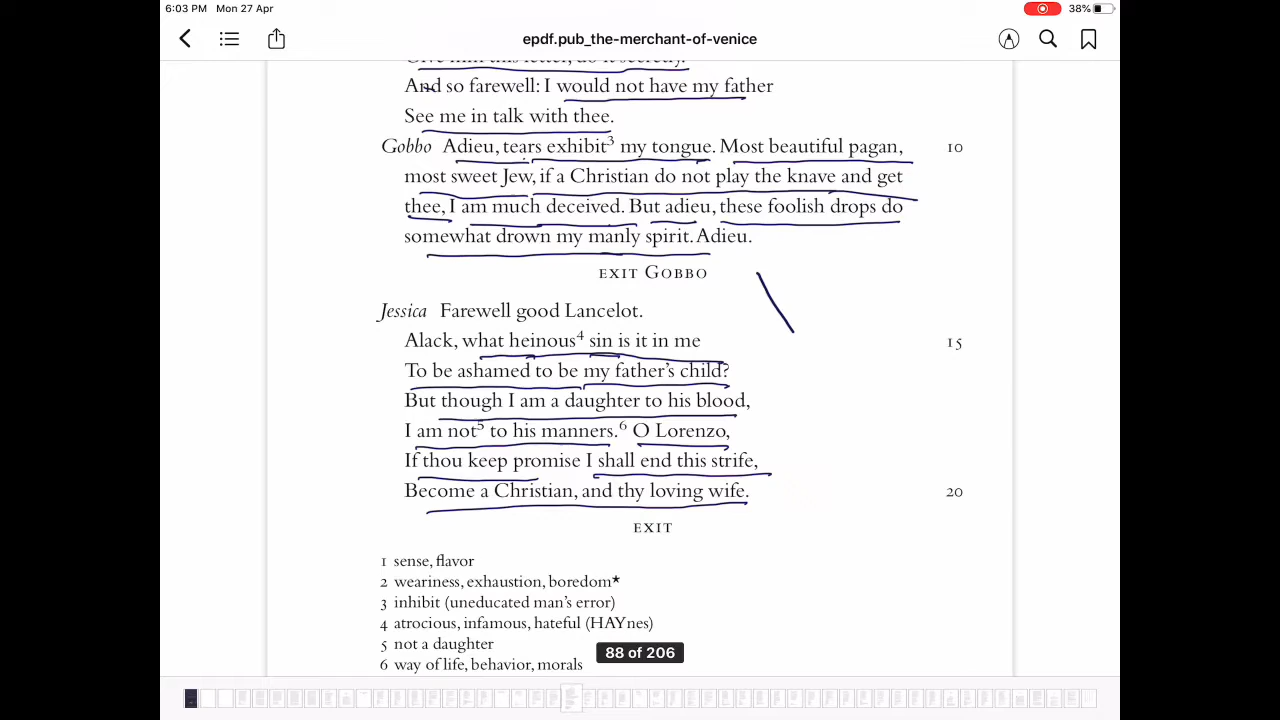 6:03 PM Mon 27 Apr
38%
epdf.pub_the-merchant-of-venice
Give him this letter, do it secretly.
And so farewell: I would not have my father
See me in talk with thee.
Gobbo Adieu, tears exhibit3 my tongue. Most beautiful pagan, 10
most sweet Jew, if a Christian do not play the knave and get
thee, I am much deceived. But adieu, these foolish drops do
somewhat drown my manly spirit. Adieu.
EXIT GOBBO
Jessica Farewell good Lancelot.
Alack, what heinous4 sin is it in me 15
To be ashamed to be my father's child?
But though I am a daughter to his blood,
I am not5 to his manners.6 O Lorenzo,
If thou keep promise I shall end this strife,
Become a Christian, and thy loving wife. 20
EXIT
1 sense, flavor
2 weariness, exhaustion, boredom★
3 inhibit (uneducated man's error)
4 atrocious, infamous, hateful (HAYnes)
5 not a daughter
6 way of life, behavior, morals
88 of 206